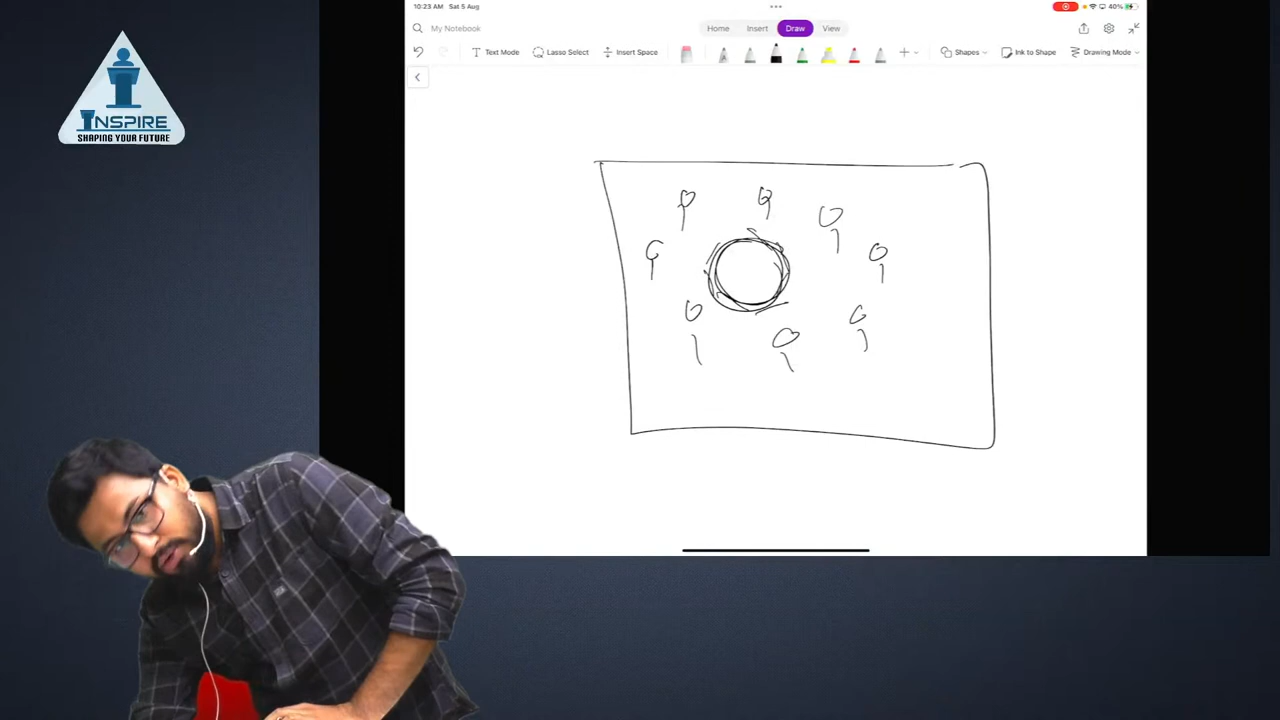 10:23 AM Sat 5 Aug
40%
My Notebook
Home Insert Draw View
Text Mode Lasso Select Insert Space Shapes Ink to Shape Drawing Mode
INSPIRE
SHAPING YOUR FUTURE